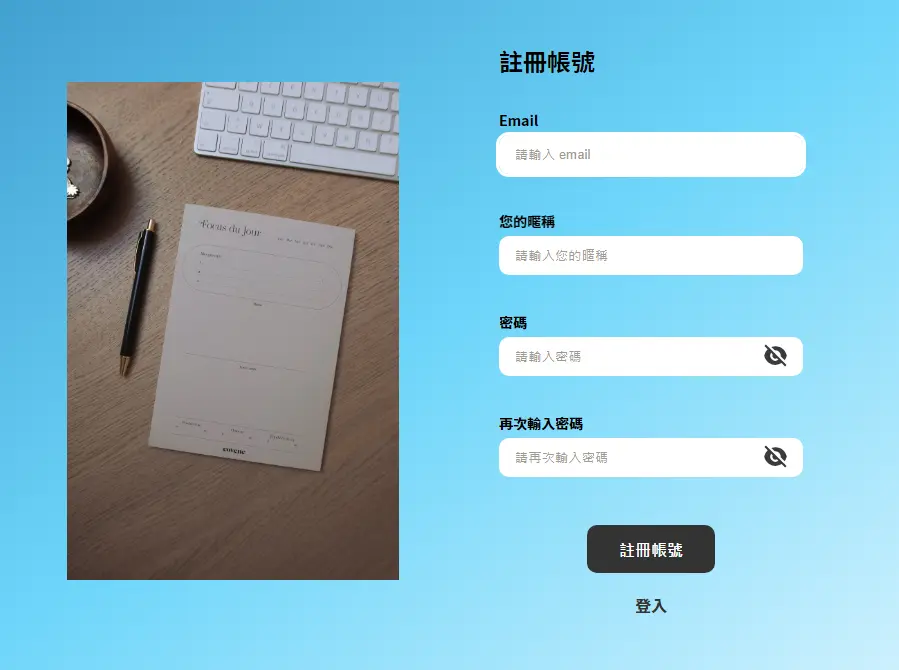 註冊帳號
Email
請輸入 email
您的暱稱
請輸入您的暱稱
密碼
請輸入密碼
再次輸入密碼
請再次輸入密碼
註冊帳號
登入
Focus du Jour